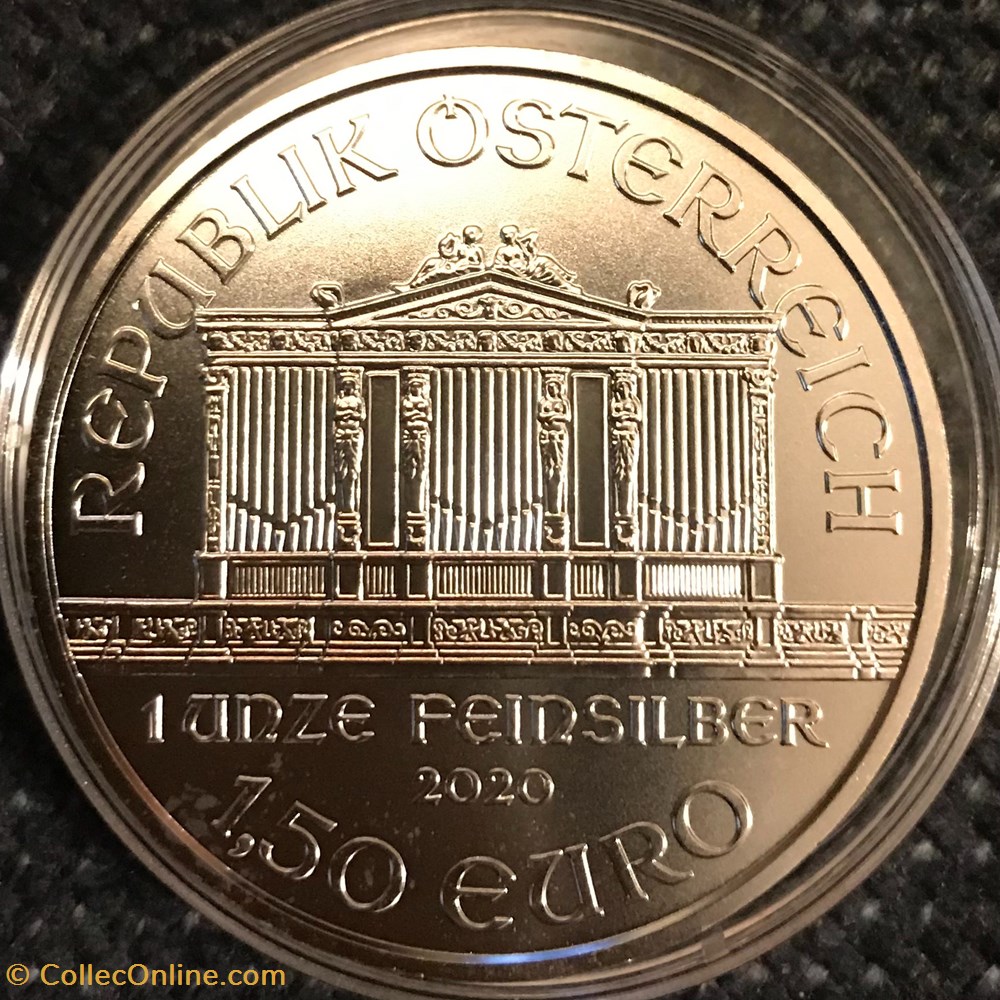 REPUBLIK ÖSTERREICH
1 UNZE FEINSILBER
2020
1,50 EURO
© CollecOnline.com